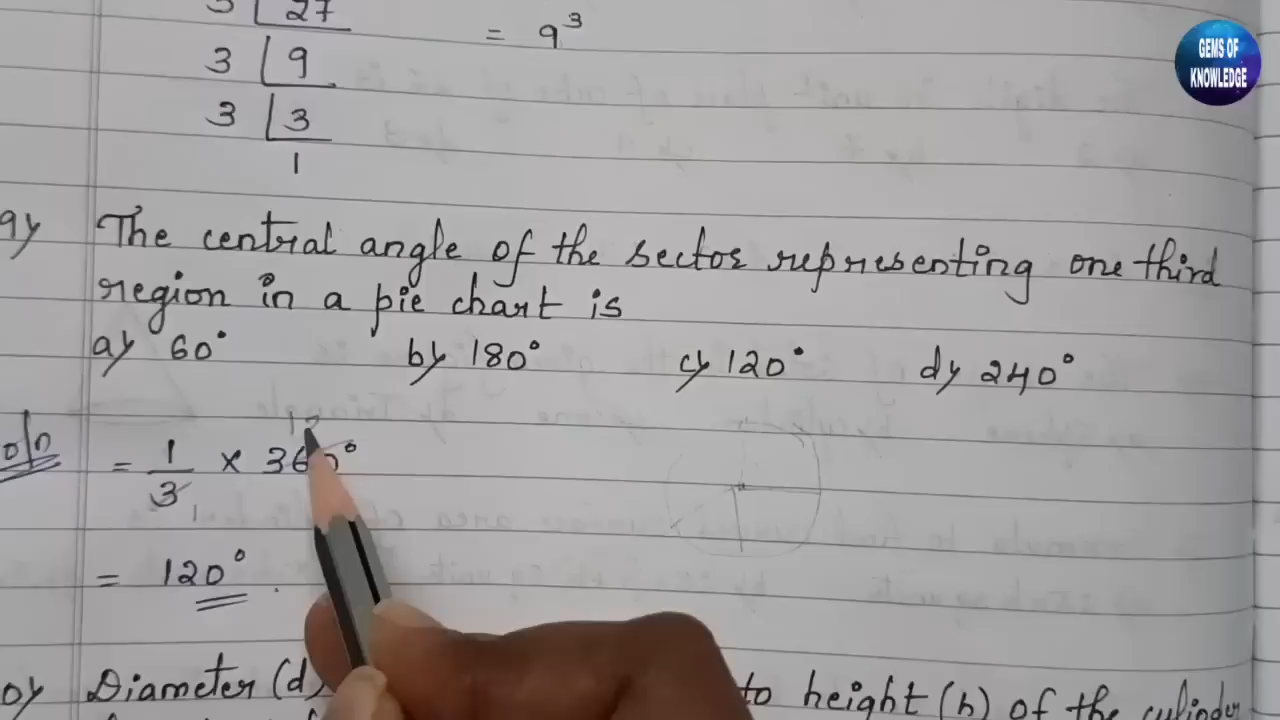 3 27
= 9³
3 9
3 3
1
GEMS OF
KNOWLEDGE
9) The central angle of the sector representing one third
region in a pie chart is
a) 60° b) 180° c) 120° d) 240°
12
= 1/3 × 360°
1
= 120°
Diameter (d) to height (h) of the cylinder